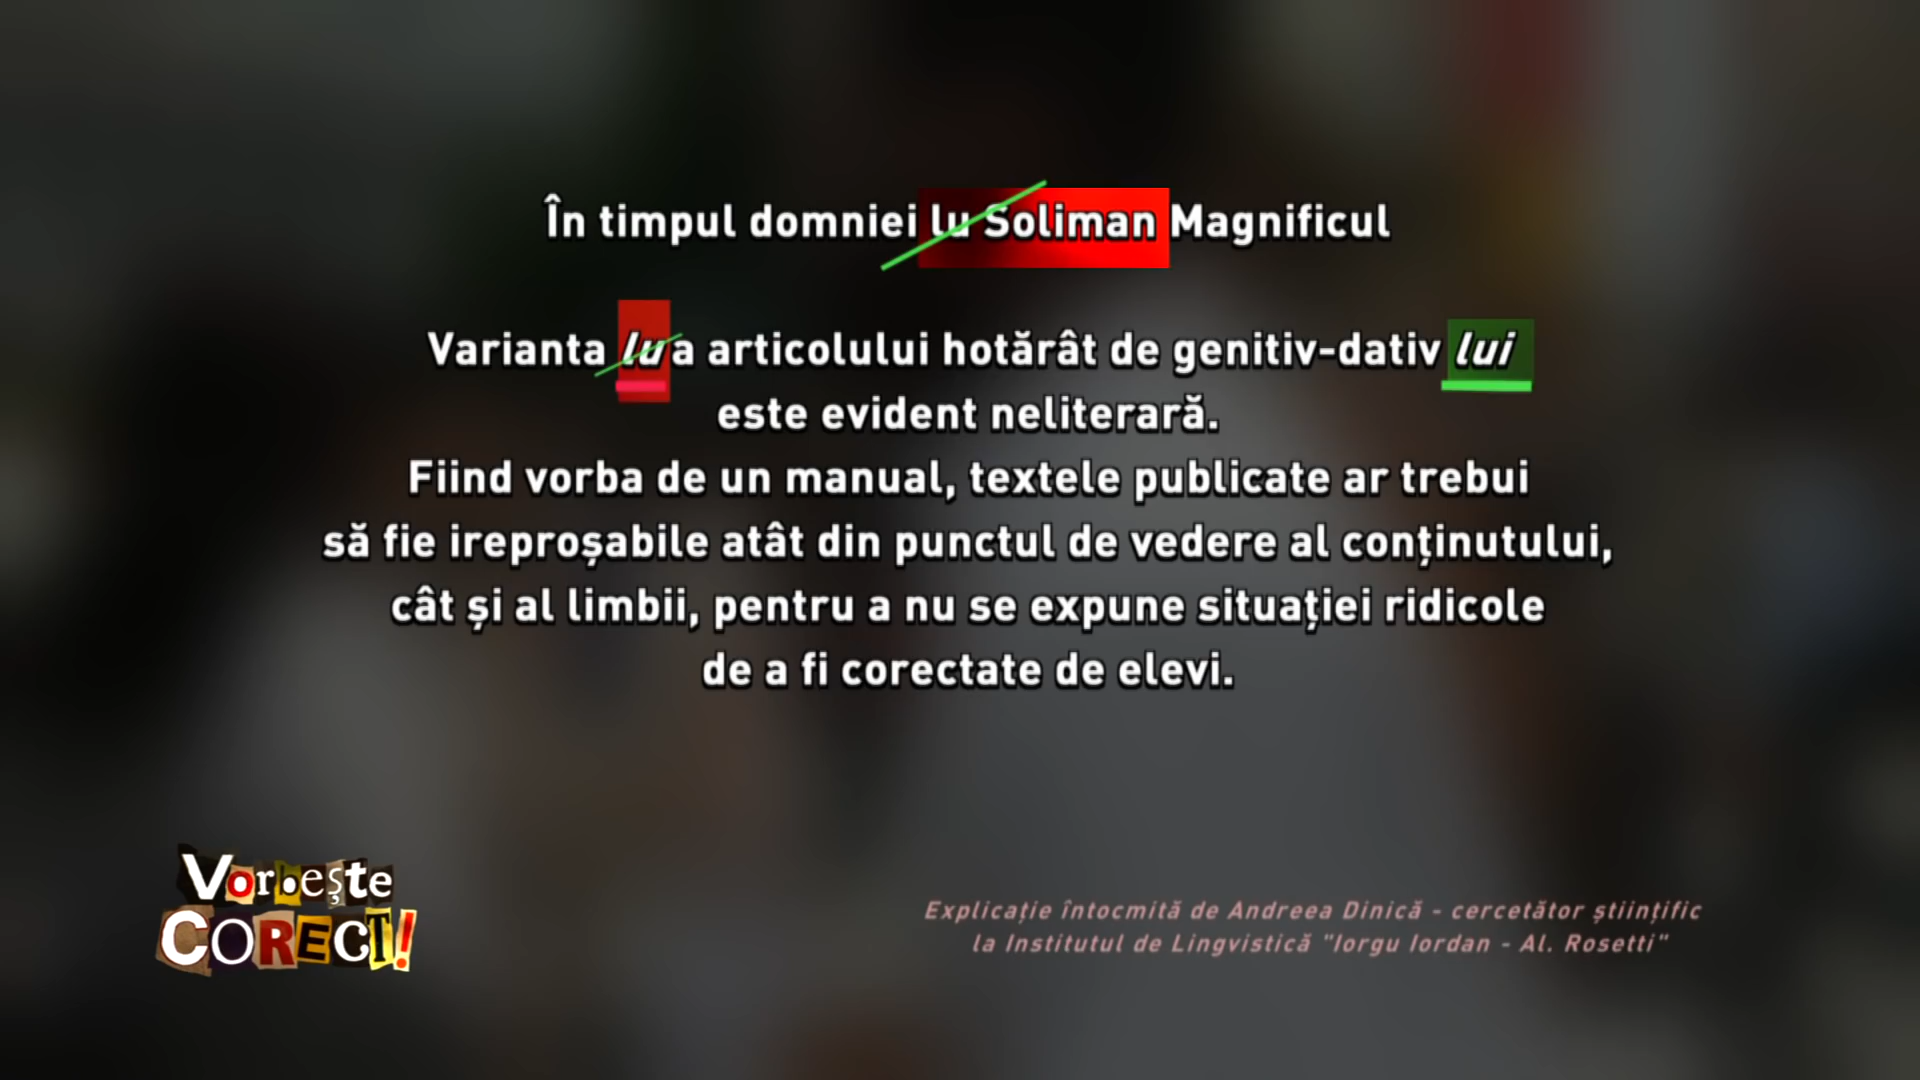 În timpul domniei lu Soliman Magnificul
Varianta lu a articolului hotărât de genitiv-dativ lui
este evident neliterară.
Fiind vorba de un manual, textele publicate ar trebui
să fie ireproșabile atât din punctul de vedere al conținutului,
cât și al limbii, pentru a nu se expune situației ridicole
de a fi corectate de elevi.
Vorbește
CORECT!
Explicație întocmită de Andreea Dinică - cercetător științific
la Institutul de Lingvistică "Iorgu Iordan - Al. Rosetti"